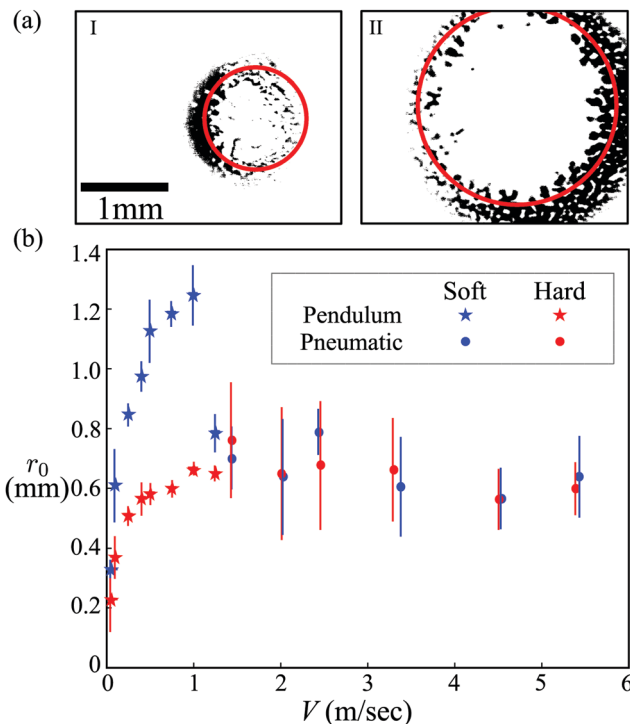 (a)
I
II
1mm
(b)
1.4
1.2
1.0
0.8
0.6
0.4
0.2
0
r0
(mm)
Soft Hard
Pendulum
Pneumatic
0 1 2 3 4 5 6
V (m/sec)